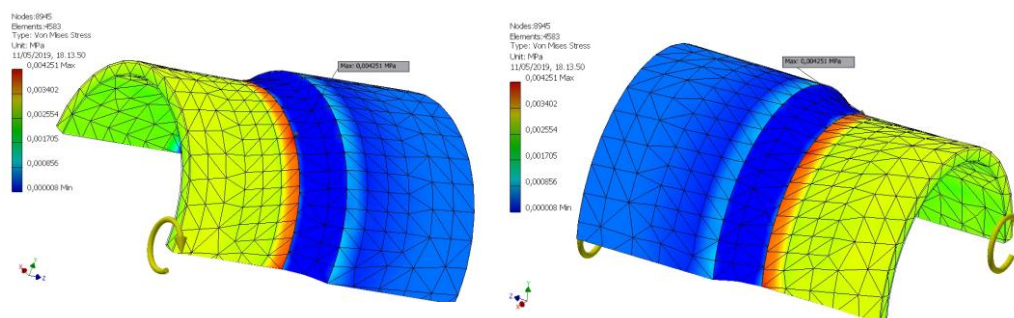 Nodes:8945
Elements:4583
Type: Von Mises Stress
Unit: MPa
11/05/2019, 18.13.50
0,004251 Max
0,003402
0,002554
0,001705
0,000856
0,000008 Min
Max: 0,004251 MPa
X
Y
Z
Nodes:8945
Elements:4583
Type: Von Mises Stress
Unit: MPa
11/05/2019, 18.13.50
0,004251 Max
0,003402
0,002554
0,001705
0,000856
0,000008 Min
Max: 0,004251 MPa
Y
Z
X